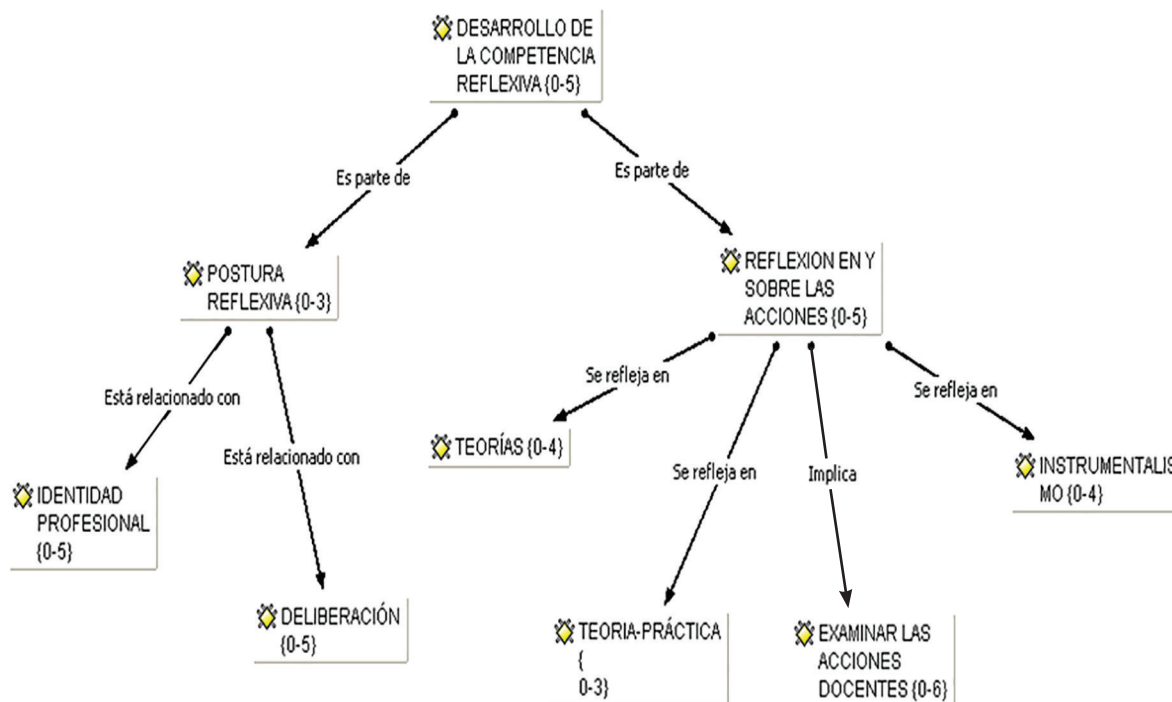 DESARROLLO DE
LA COMPETENCIA
REFLEXIVA {0-5}
Es parte de
Es parte de
POSTURA
REFLEXIVA {0-3}
REFLEXION EN Y
SOBRE LAS
ACCIONES {0-5}
Está relacionado con
Está relacionado con
Se refleja en
Se refleja en
Implica
Se refleja en
IDENTIDAD
PROFESIONAL
{0-5}
DELIBERACIÓN
{0-5}
TEORÍAS {0-4}
TEORIA-PRÁCTICA
{
0-3}
EXAMINAR LAS
ACCIONES
DOCENTES {0-6}
INSTRUMENTALIS
MO {0-4}